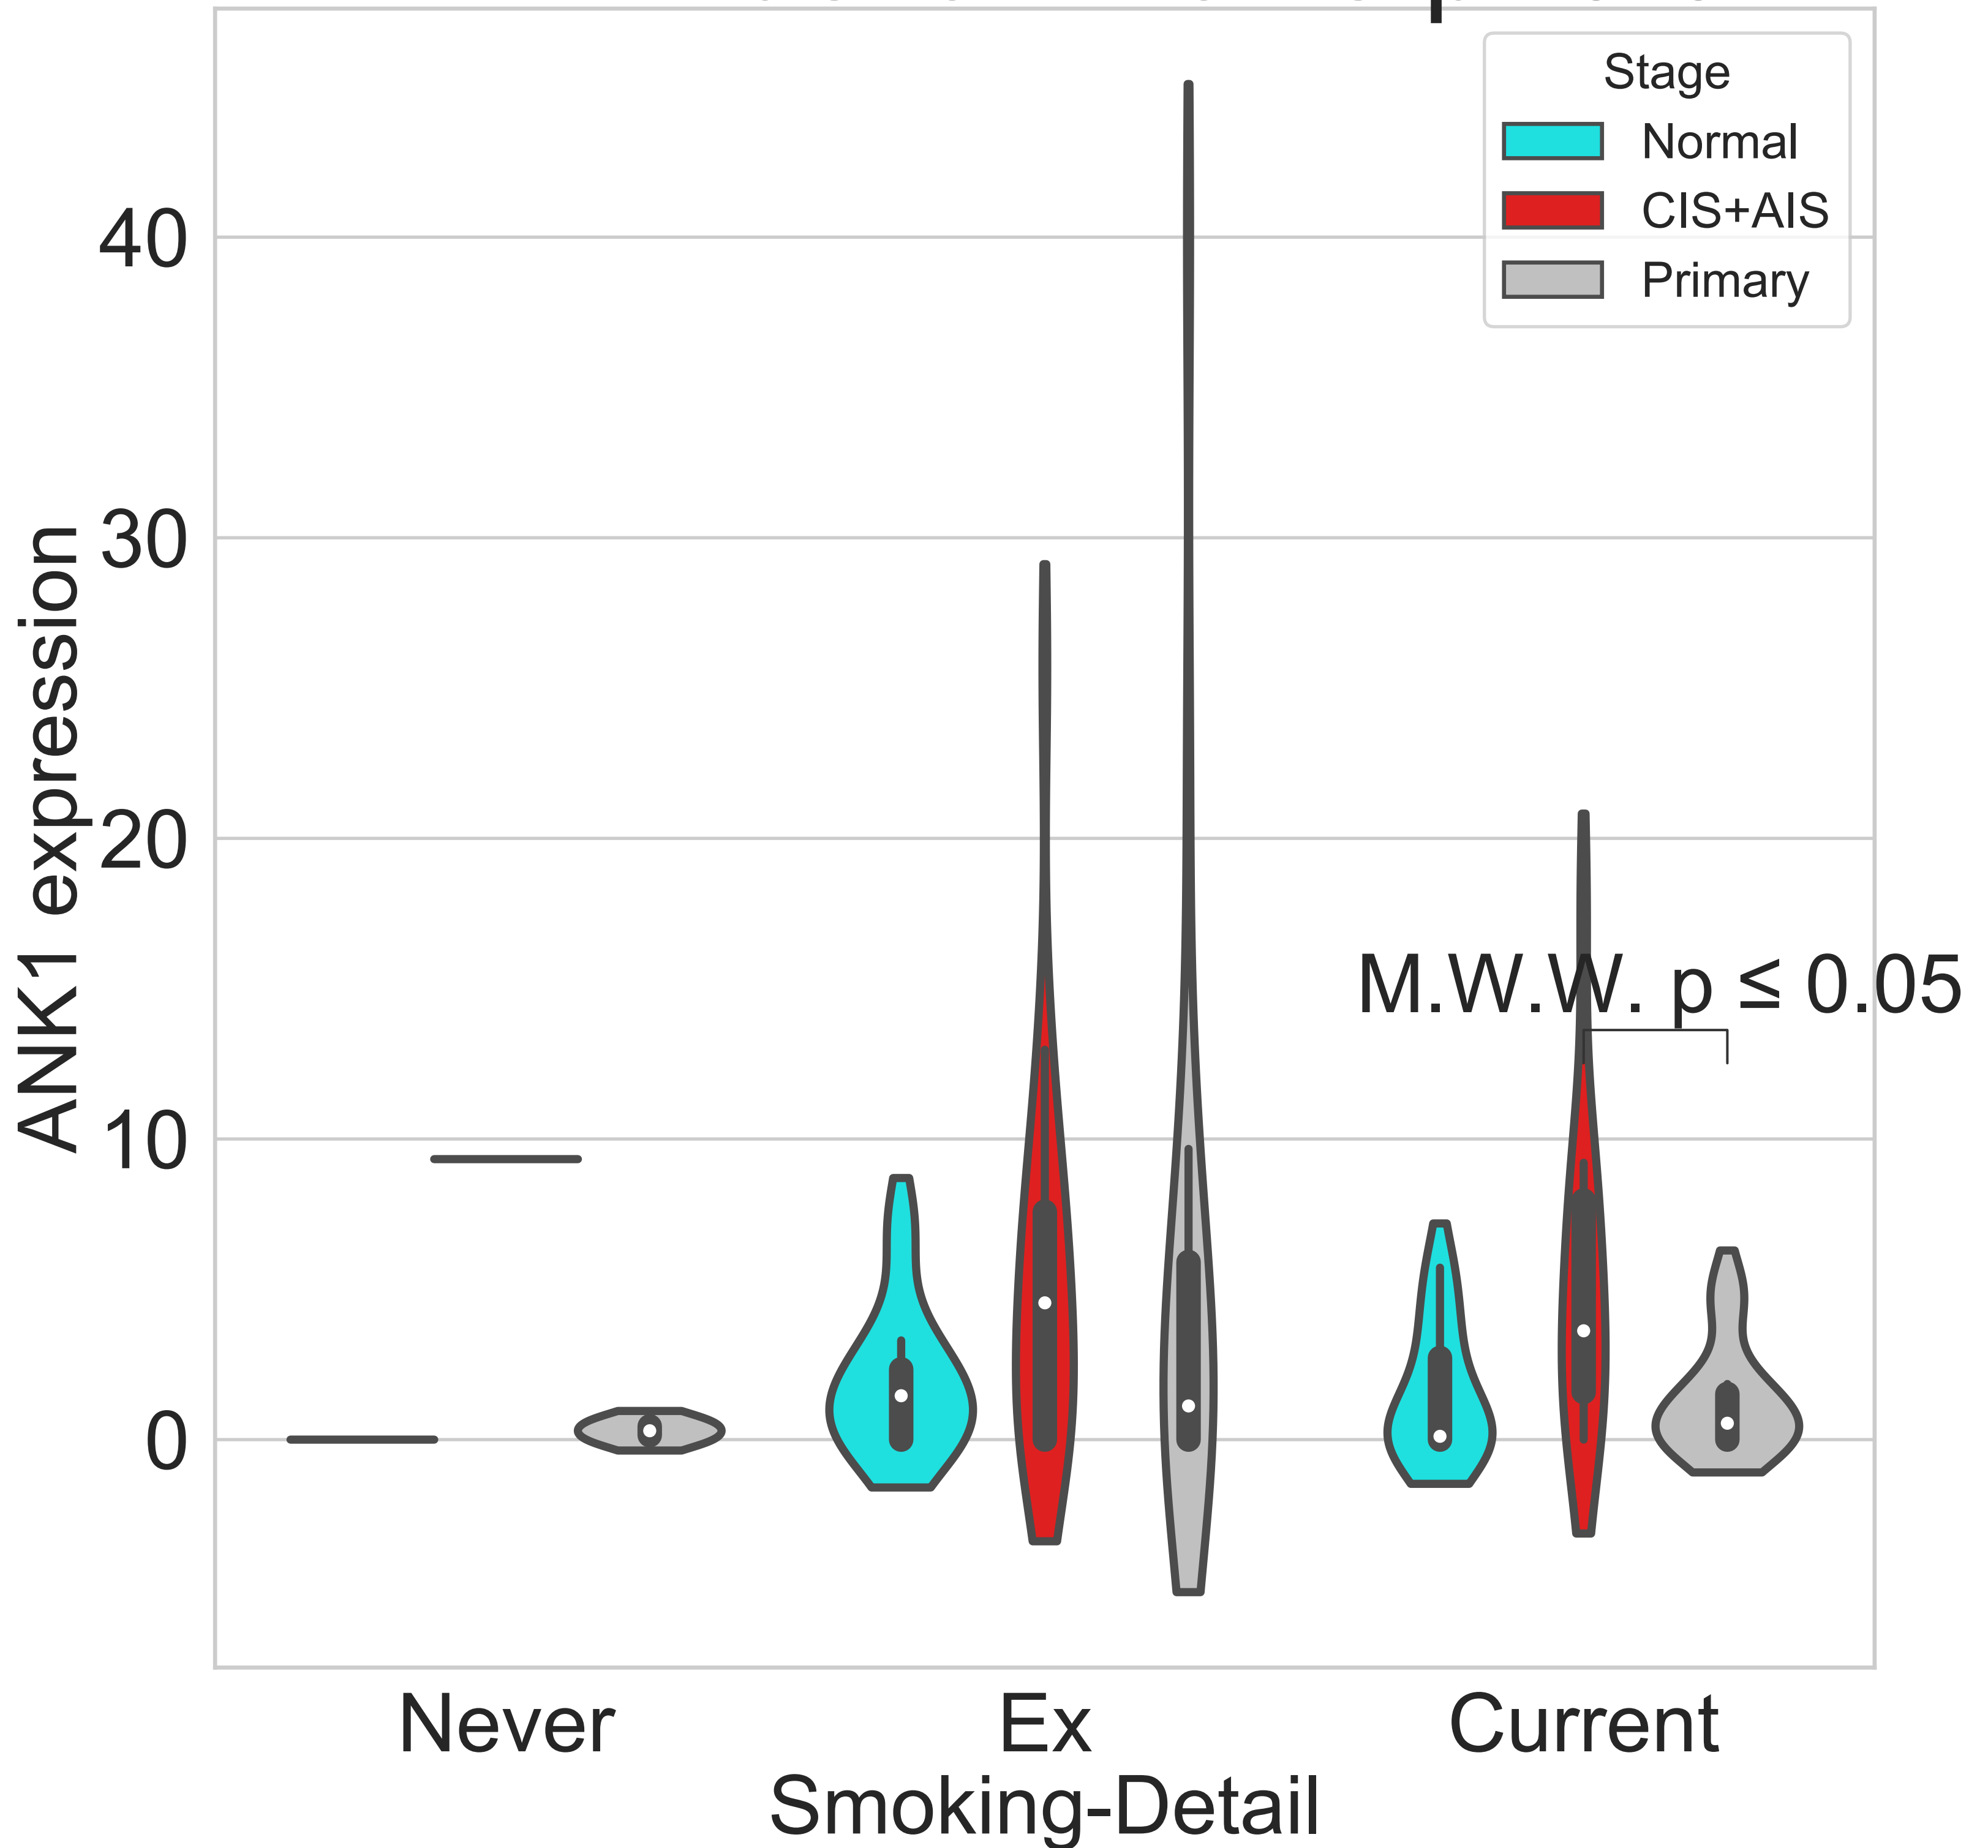 Stage
Normal
CIS+AIS
Primary
40
30
20
10
0
ANK1 expression
M.W.W. p ≤ 0.05
Never
Ex
Current
Smoking-Detail